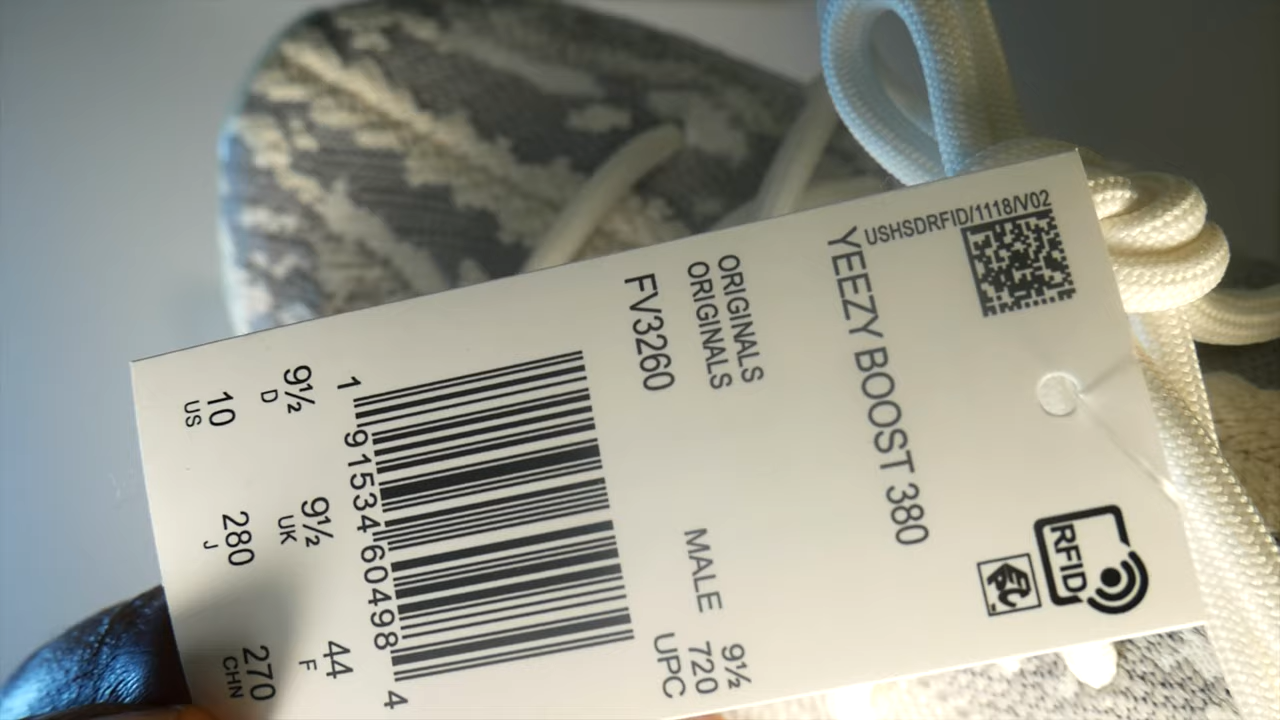 USHSDRFID/1118/V02
YEEZY BOOST 380
RFID
EPC
ORIGINALS
ORIGINALS
FV3260
MALE
9½
720
UPC
1 91534 60498 4
9½ D
9½ UK
44 F
10 US
280 J
270 CHN